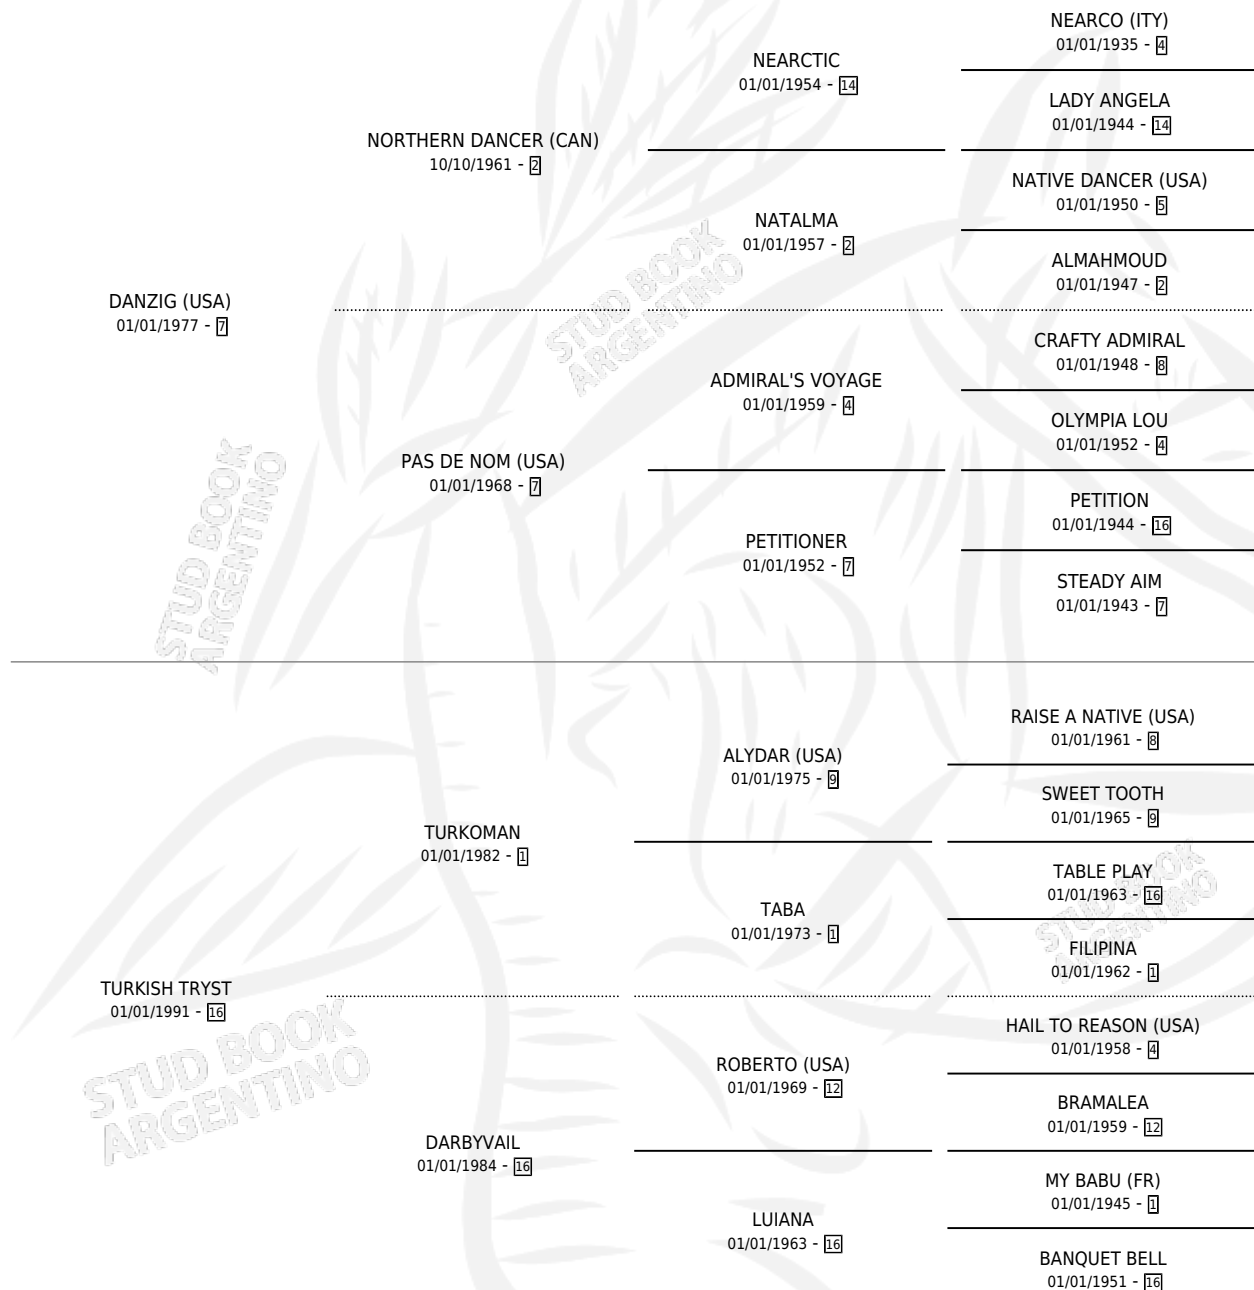 NEARCO (ITY)
01/01/1935 - 4
NEARCTIC
01/01/1954 - 14
LADY ANGELA
01/01/1944 - 14
NORTHERN DANCER (CAN)
10/10/1961 - 2
NATIVE DANCER (USA)
01/01/1950 - 5
NATALMA
01/01/1957 - 2
ALMAHMOUD
01/01/1947 - 2
DANZIG (USA)
01/01/1977 - 7
STUD BOOK
ARGENTINO
CRAFTY ADMIRAL
01/01/1948 - 8
ADMIRAL'S VOYAGE
01/01/1959 - 4
OLYMPIA LOU
01/01/1952 - 4
PAS DE NOM (USA)
01/01/1968 - 7
PETITION
01/01/1944 - 16
PETITIONER
01/01/1952 - 7
STEADY AIM
01/01/1943 - 7
STUD BOOK
ARGENTINO
RAISE A NATIVE (USA)
01/01/1961 - 8
ALYDAR (USA)
01/01/1975 - 9
SWEET TOOTH
01/01/1965 - 9
TURKOMAN
01/01/1982 - 1
TABLE PLAY
01/01/1963 - 16
TABA
01/01/1973 - 1
FILIPINA
01/01/1962 - 1
STUD BOOK
ARGENTINO
TURKISH TRYST
01/01/1991 - 16
HAIL TO REASON (USA)
01/01/1958 - 4
ROBERTO (USA)
01/01/1969 - 12
BRAMALEA
01/01/1959 - 12
STUD BOOK
ARGENTINO
DARBYVAIL
01/01/1984 - 16
MY BABU (FR)
01/01/1945 - 1
LUIANA
01/01/1963 - 16
BANQUET BELL
01/01/1951 - 16